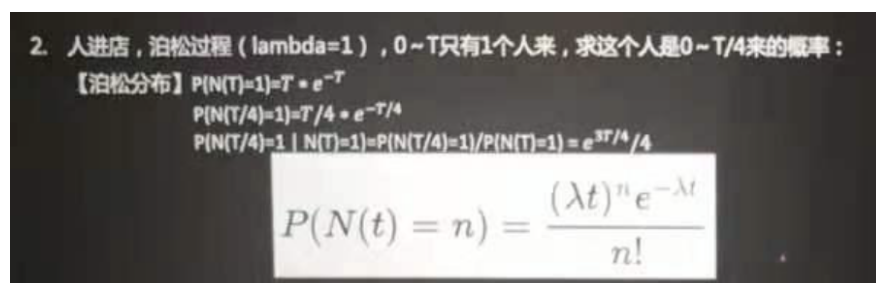 2. 人进店，泊松过程（lambda=1），0~T只有1个人来，求这个人是0~T/4来的概率：
【泊松分布】P(N(T)=1)=T * e^{-T}
P(N(T/4)=1)=T/4 * e^{-T/4}
P(N(T/4)=1 | N(T)=1)=P(N(T/4)=1)/P(N(T)=1) = e^{3T/4}/4
P(N(t) = n) = \frac{(λt)^n e^{-λt}}{n!}